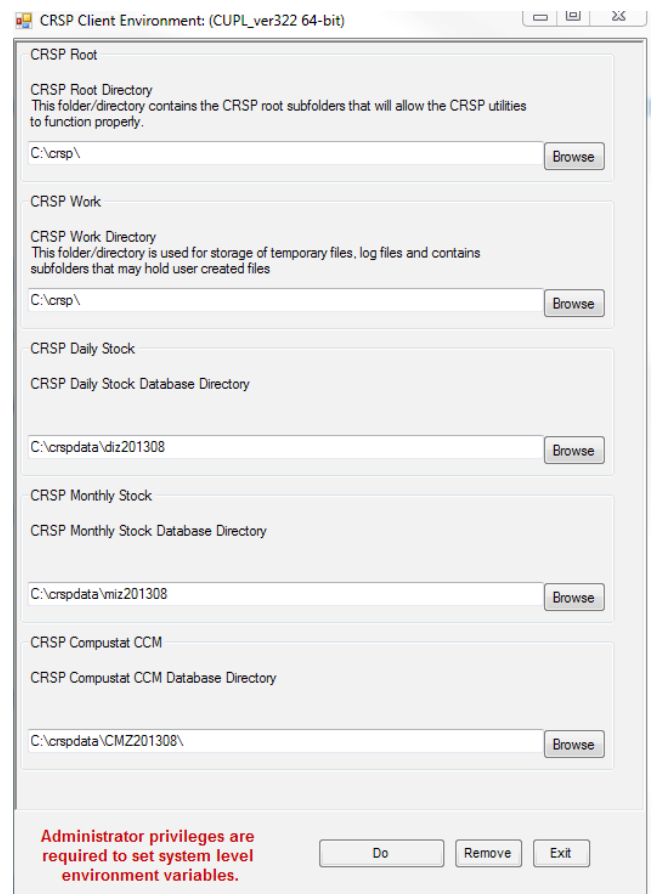 CRSP Client Environment: (CUPL_ver322 64-bit)
CRSP Root
CRSP Root Directory
This folder/directory contains the CRSP root subfolders that will allow the CRSP utilities
to function properly.
C:\crsp\
Browse
CRSP Work
CRSP Work Directory
This folder/directory is used for storage of temporary files, log files and contains
subfolders that may hold user created files
C:\crsp\
Browse
CRSP Daily Stock
CRSP Daily Stock Database Directory
C:\crspdata\diz201308
Browse
CRSP Monthly Stock
CRSP Monthly Stock Database Directory
C:\crspdata\miz201308
Browse
CRSP Compustat CCM
CRSP Compustat CCM Database Directory
C:\crspdata\CMZ201308\
Browse
Administrator privileges are
required to set system level
environment variables.
Do
Remove
Exit